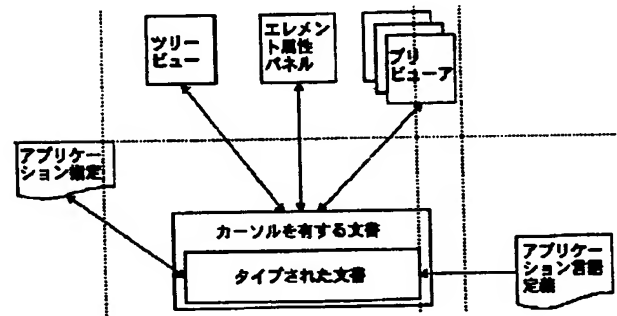 ツリー
ビュー
エレメン
ト属性
パネル
プリ
ビューア
アプリケー
ション指定
カーソルを有する文書
タイプされた文書
アプリケー
ション言語
定義